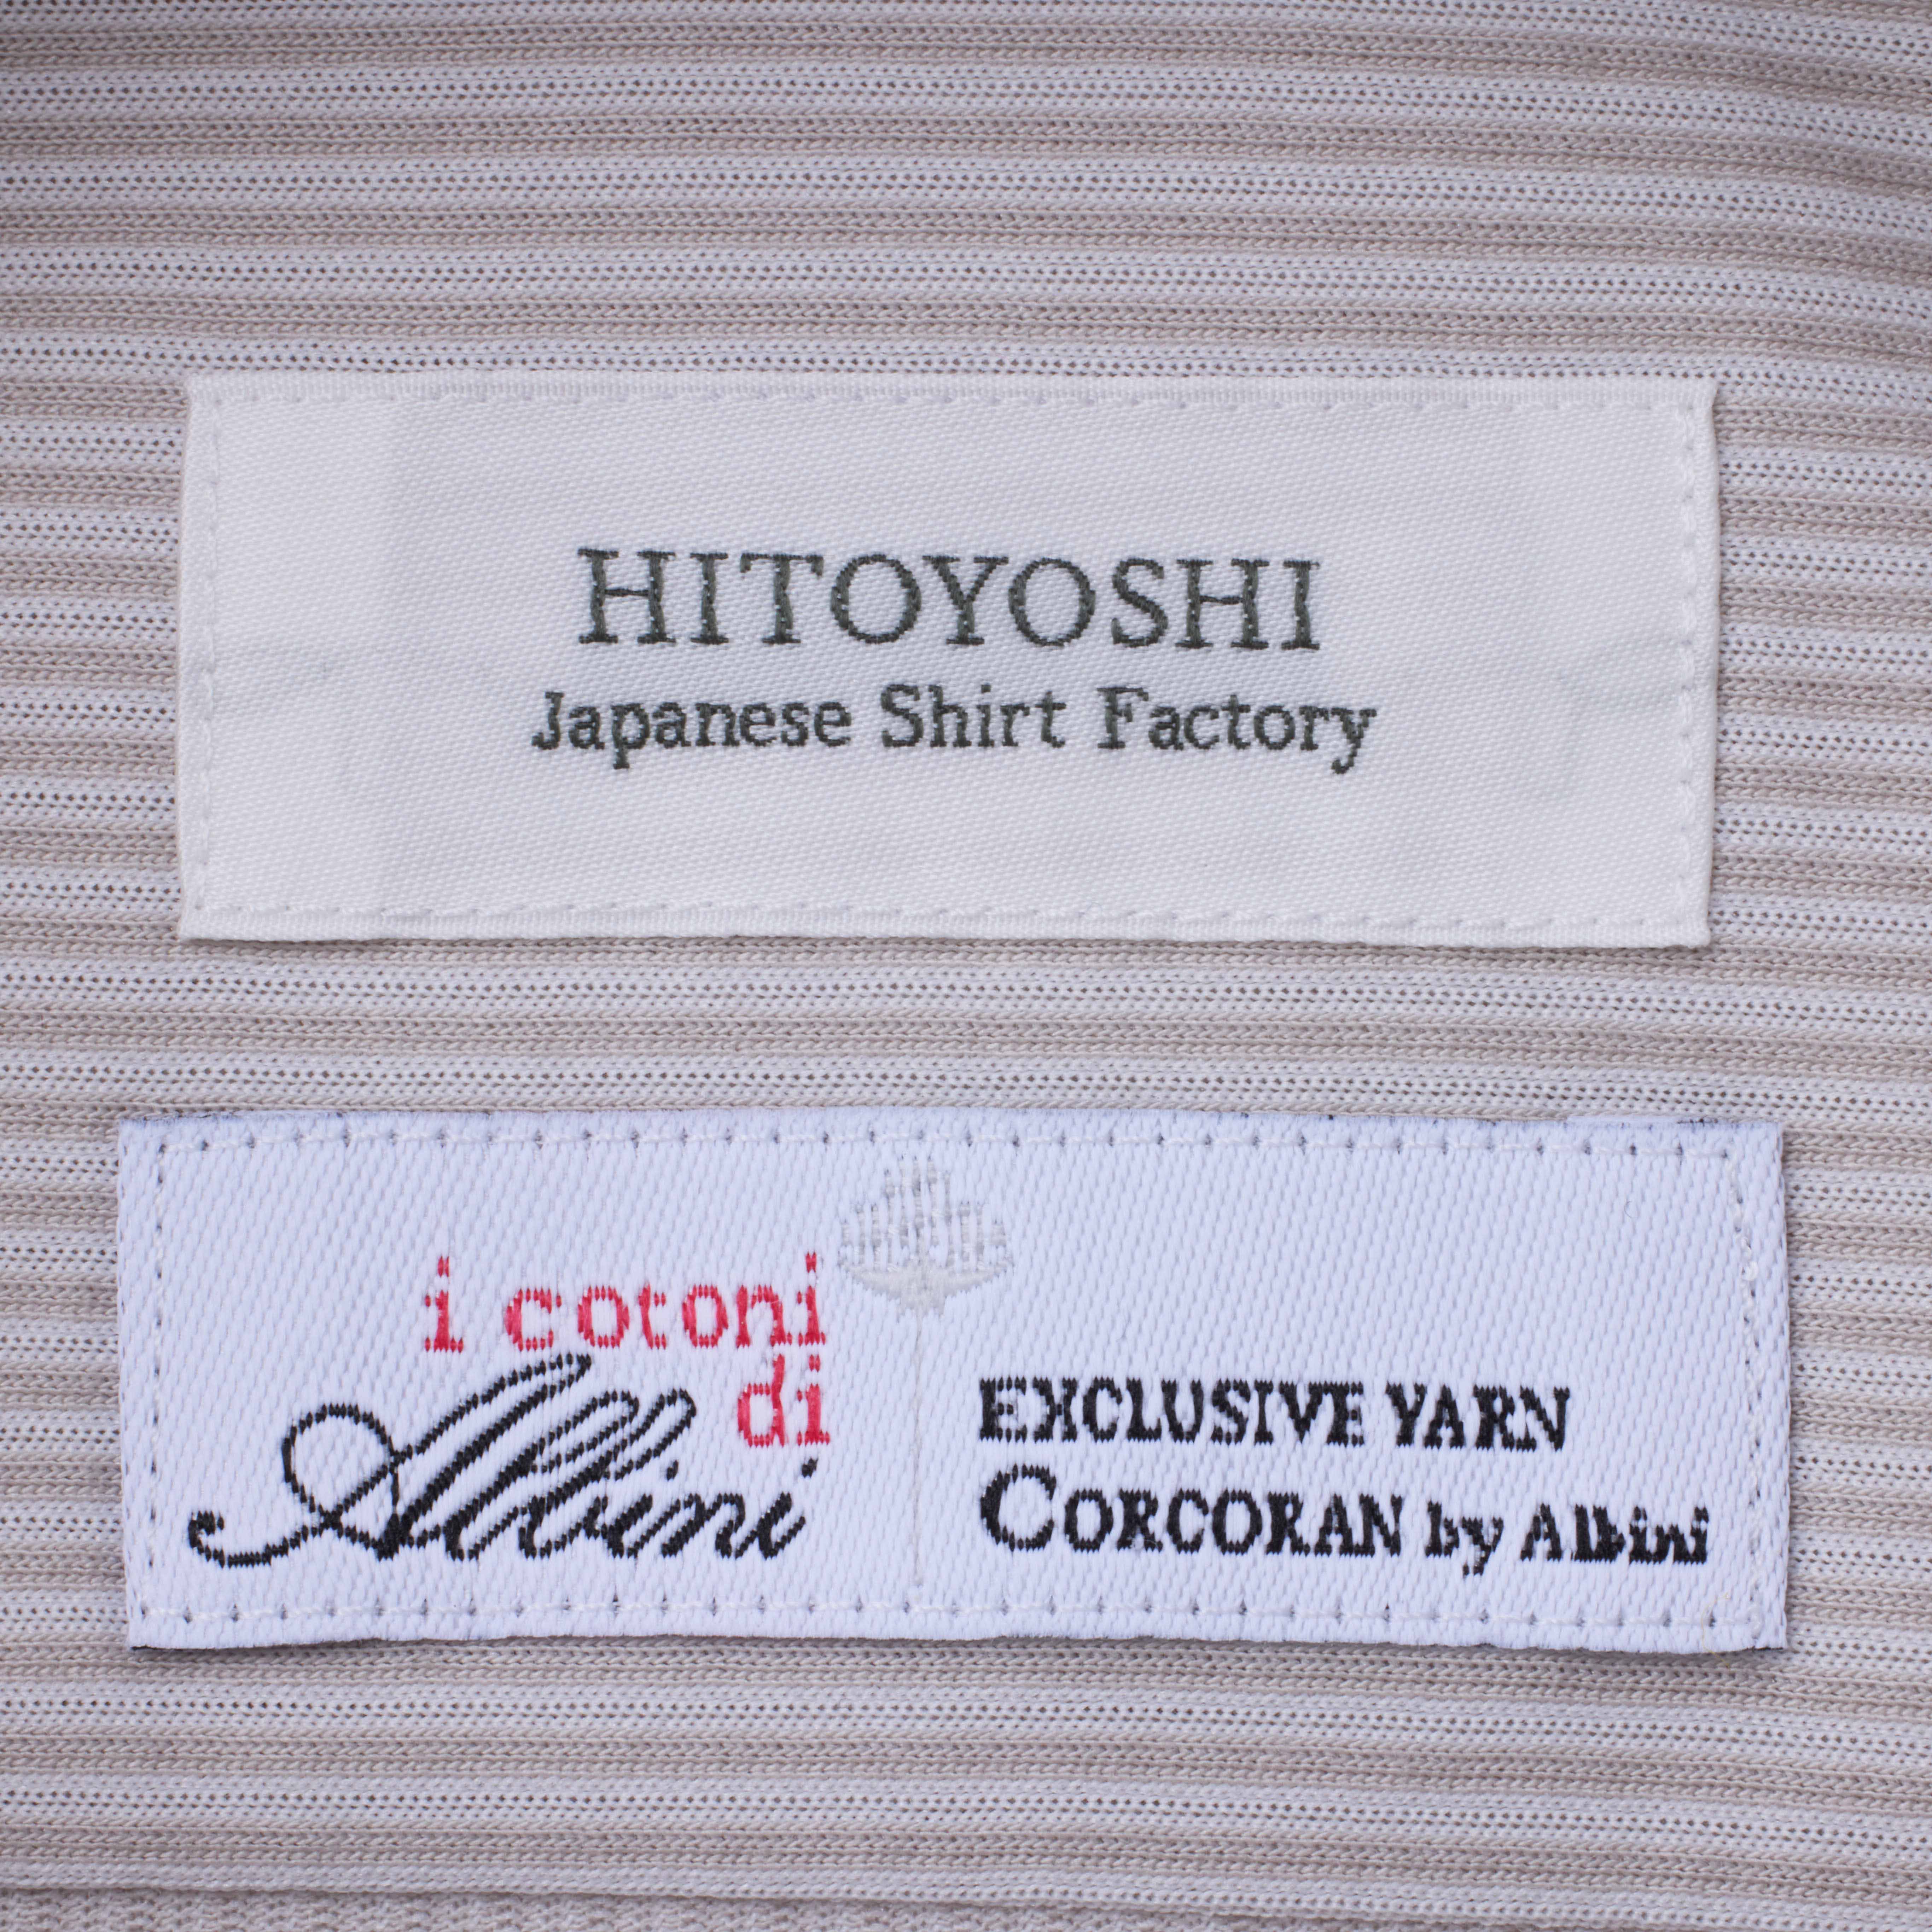 HITOYOSHI
Japanese Shirt Factory
i cotoni
di
Albini
EXCLUSIVE YARN
CORCORAN by Albini